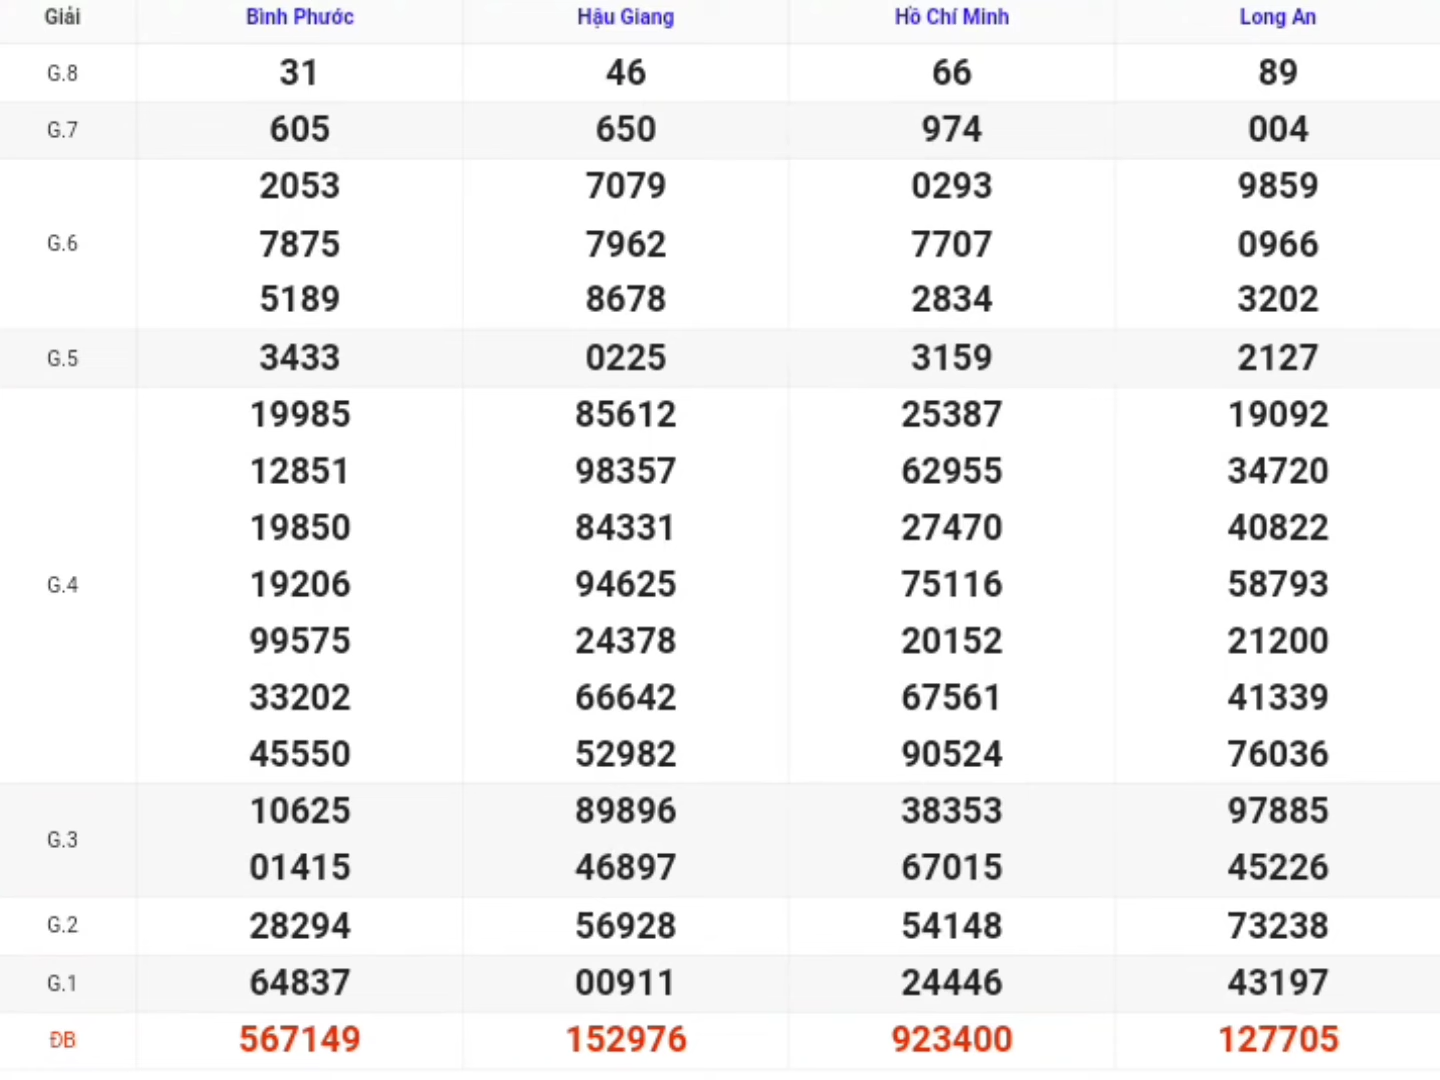 Giải Bình Phước Hậu Giang Hồ Chí Minh Long An
G.8 31 46 66 89
G.7 605 650 974 004
2053 7079 0293 9859
G.6 7875 7962 7707 0966
5189 8678 2834 3202
G.5 3433 0225 3159 2127
19985 85612 25387 19092
12851 98357 62955 34720
19850 84331 27470 40822
G.4 19206 94625 75116 58793
99575 24378 20152 21200
33202 66642 67561 41339
45550 52982 90524 76036
G.3 10625 89896 38353 97885
01415 46897 67015 45226
G.2 28294 56928 54148 73238
G.1 64837 00911 24446 43197
ĐB 567149 152976 923400 127705